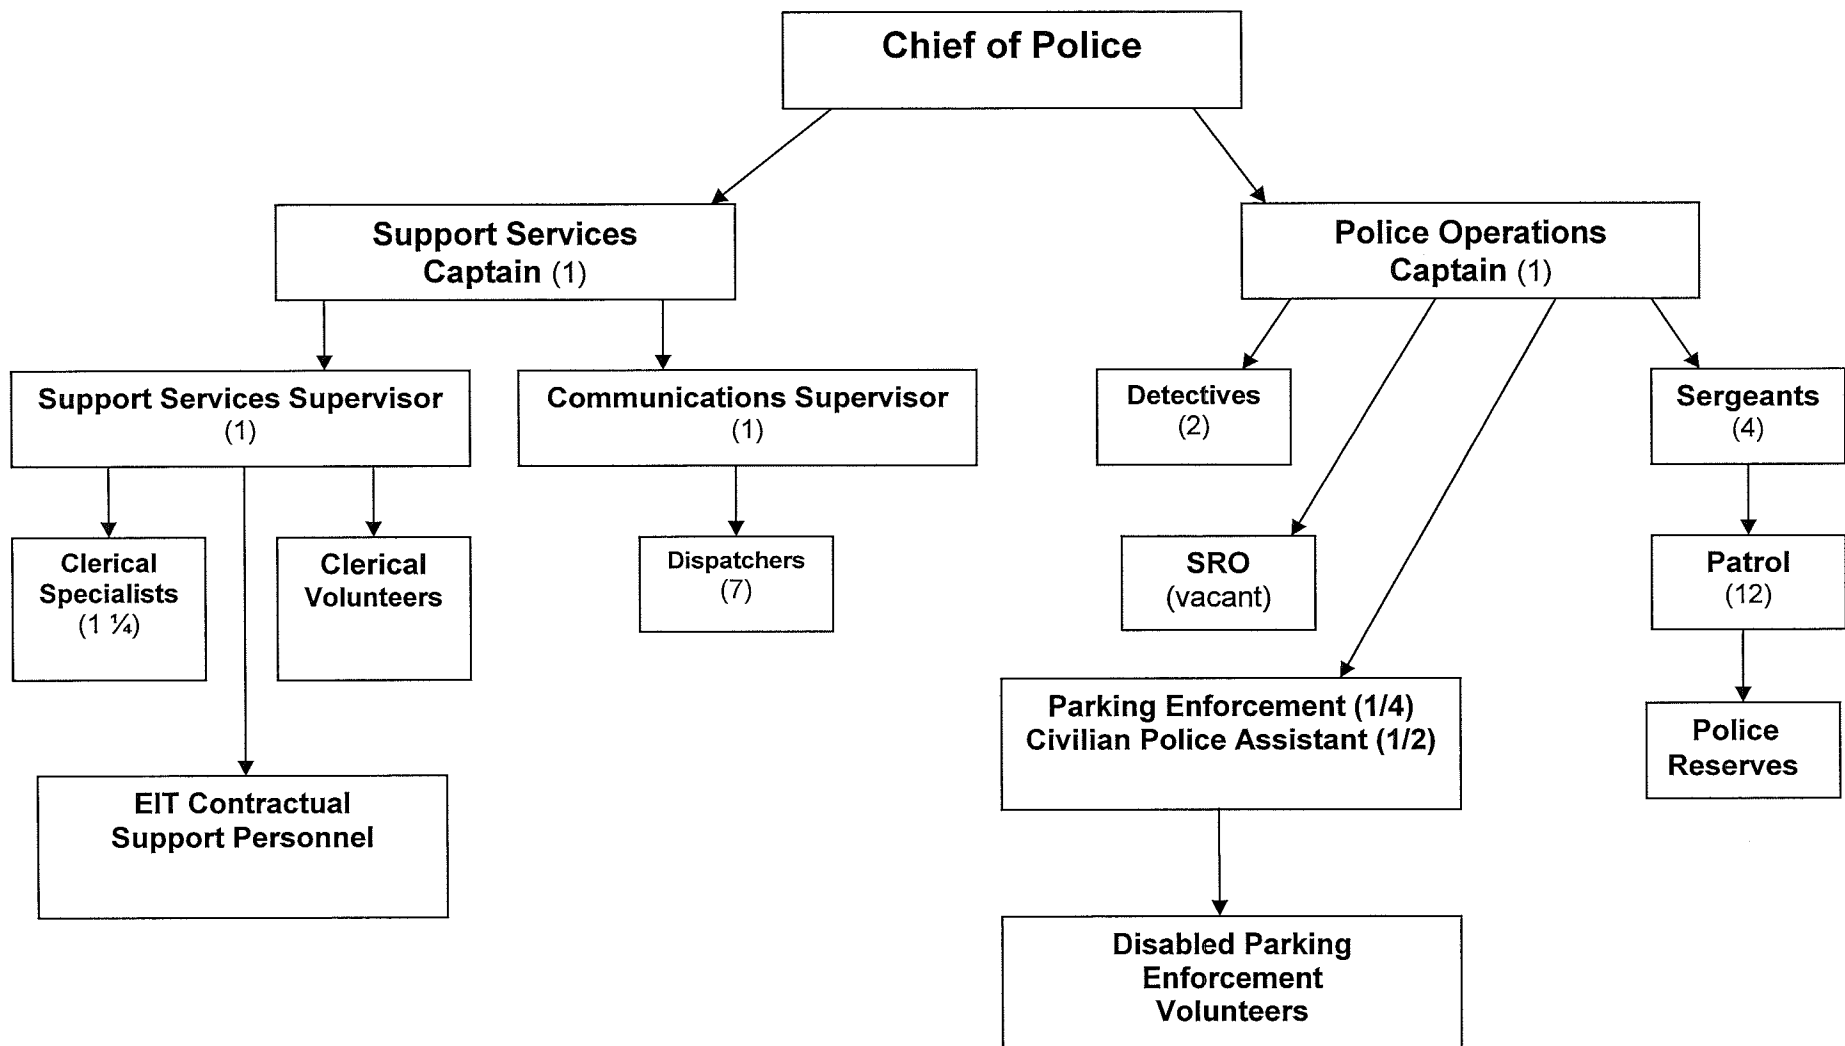 Chief of Police
Support Services
Captain (1)
Police Operations
Captain (1)
Support Services Supervisor
(1)
Communications Supervisor
(1)
Detectives
(2)
Sergeants
(4)
Clerical
Specialists
(1 ¼)
Clerical
Volunteers
Dispatchers
(7)
SRO
(vacant)
Patrol
(12)
Parking Enforcement (1/4)
Civilian Police Assistant (1/2)
Police
Reserves
EIT Contractual
Support Personnel
Disabled Parking
Enforcement
Volunteers